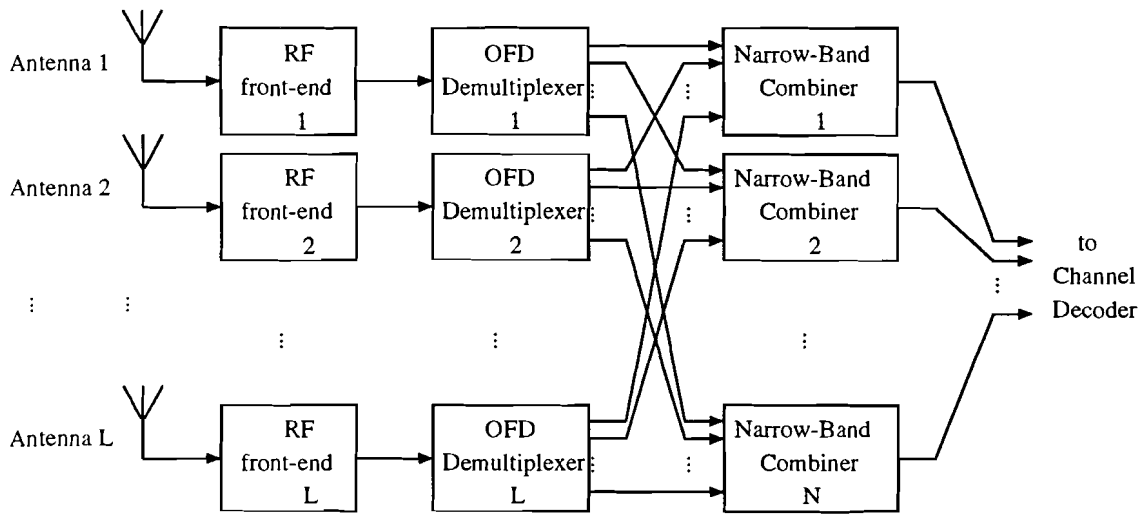 Antenna 1
RF
front-end
1
OFD
Demultiplexer
1
Narrow-Band
Combiner
1
Antenna 2
RF
front-end
2
OFD
Demultiplexer
2
Narrow-Band
Combiner
2
to
Channel
Decoder
Antenna L
RF
front-end
L
OFD
Demultiplexer
L
Narrow-Band
Combiner
N